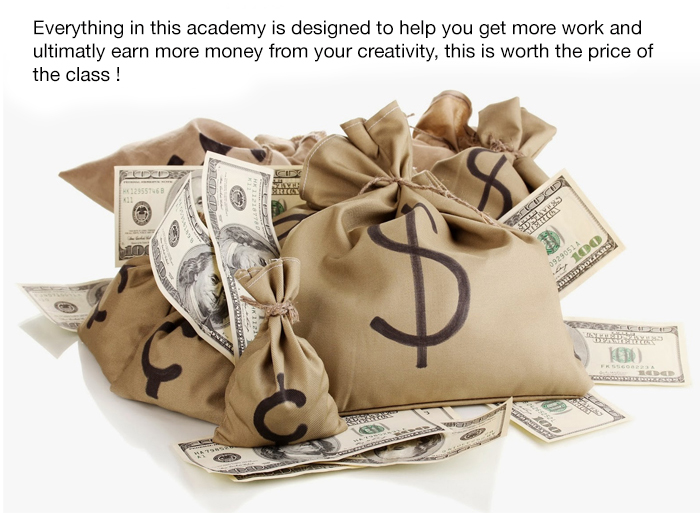 Everything in this academy is designed to help you get more work and
ultimatly earn more money from your creativity, this is worth the price of
the class !
$
$
¢
100